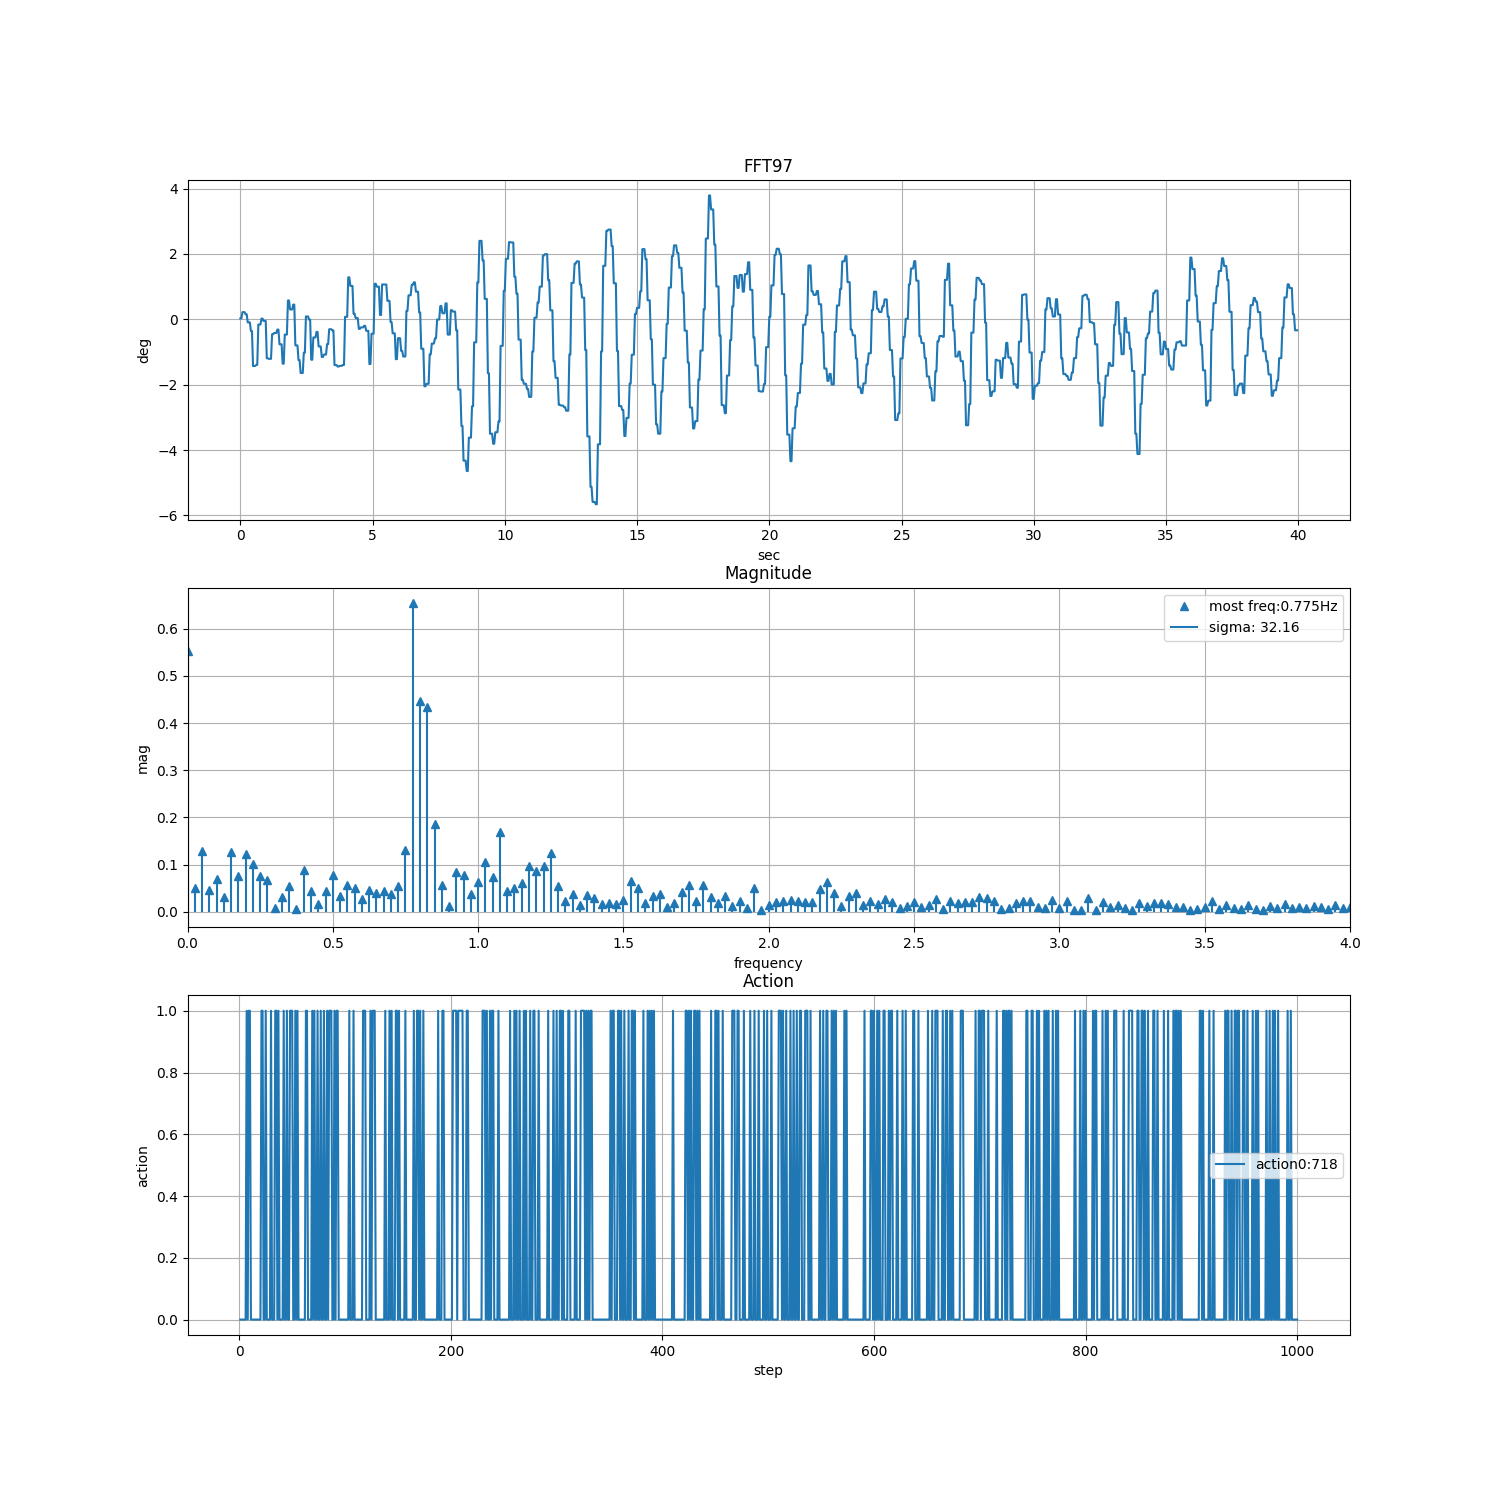 FFT97
4
2
0
−2
−4
−6
deg
0 5 10 15 20 25 30 35 40
sec
Magnitude
most freq:0.775Hz
sigma: 32.16
0.6
0.5
0.4
0.3
0.2
0.1
0.0
mag
0.0 0.5 1.0 1.5 2.0 2.5 3.0 3.5 4.0
frequency
Action
1.0
0.8
0.6
0.4
0.2
0.0
action
action0:718
0 200 400 600 800 1000
step